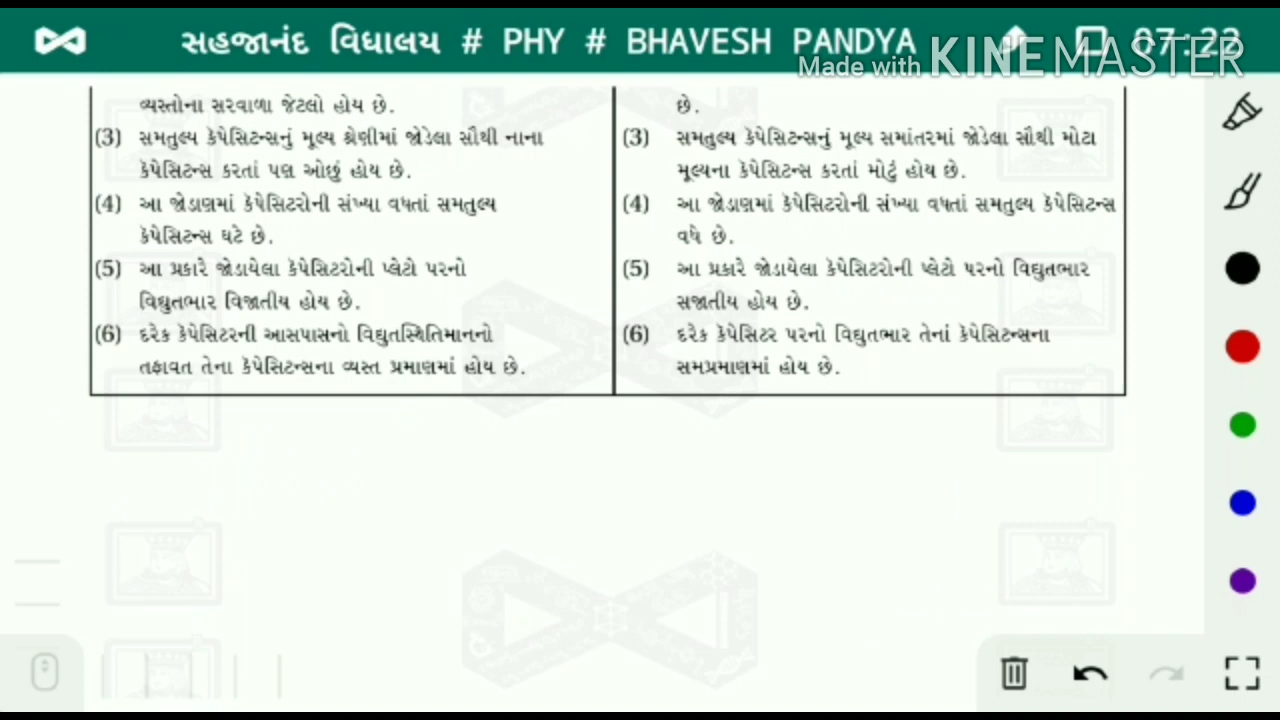 સહજાનંદ વિધાલય # PHY # BHAVESH PANDYA
07:22
Made with KINEMASTER
વ્યસ્તોના સરવાળા જેટલો હોય છે.
(3) સમતુલ્ય કેપેસિટન્સનું મૂલ્ય શ્રેણીમાં જોડેલા સૌથી નાના
કેપેસિટન્સ કરતાં પણ ઓછું હોય છે.
(4) આ જોડાણમાં કેપેસિટરોની સંખ્યા વધતાં સમતુલ્ય
કેપેસિટન્સ ઘટે છે.
(5) આ પ્રકારે જોડાયેલા કેપેસિટરોની પ્લેટો પરનો
વિદ્યુતભાર વિજાતીય હોય છે.
(6) દરેક કેપેસિટરની આસપાસનો વિદ્યુતસ્થિતિમાનનો
તફાવત તેના કેપેસિટન્સના વ્યસ્ત પ્રમાણમાં હોય છે.
છે.
(3) સમતુલ્ય કેપેસિટન્સનું મૂલ્ય સમાંતરમાં જોડેલા સૌથી મોટા
મૂલ્યના કેપેસિટન્સ કરતાં મોટું હોય છે.
(4) આ જોડાણમાં કેપેસિટરોની સંખ્યા વધતાં સમતુલ્ય કેપેસિટન્સ
વધે છે.
(5) આ પ્રકારે જોડાયેલા કેપેસિટરોની પ્લેટો પરનો વિદ્યુતભાર
સજાતીય હોય છે.
(6) દરેક કેપેસિટર પરનો વિદ્યુતભાર તેનાં કેપેસિટન્સના
સમપ્રમાણમાં હોય છે.